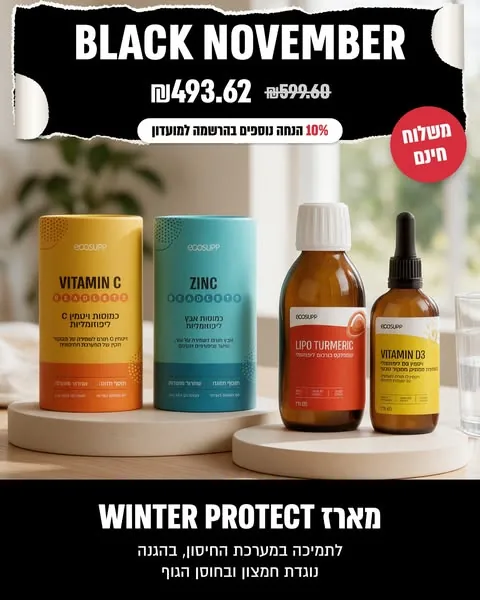 BLACK NOVEMBER
₪493.62 ₪599.60
10% הנחה נוספים בהרשמה למועדון
משלוח
חינם
ecosupp
VITAMIN C
BEADLETS
כמוסות ויטמין C
ליפוזומליות
ecosupp
ZINC
BEADLETS
כמוסות אבץ
ליפוזומליות
ECOSUPP
LIPO TURMERIC
ECOSUPP
VITAMIN D3
מארז WINTER PROTECT
לתמיכה במערכת החיסון, בהגנה
נוגדת חמצון ובחוסן הגוף